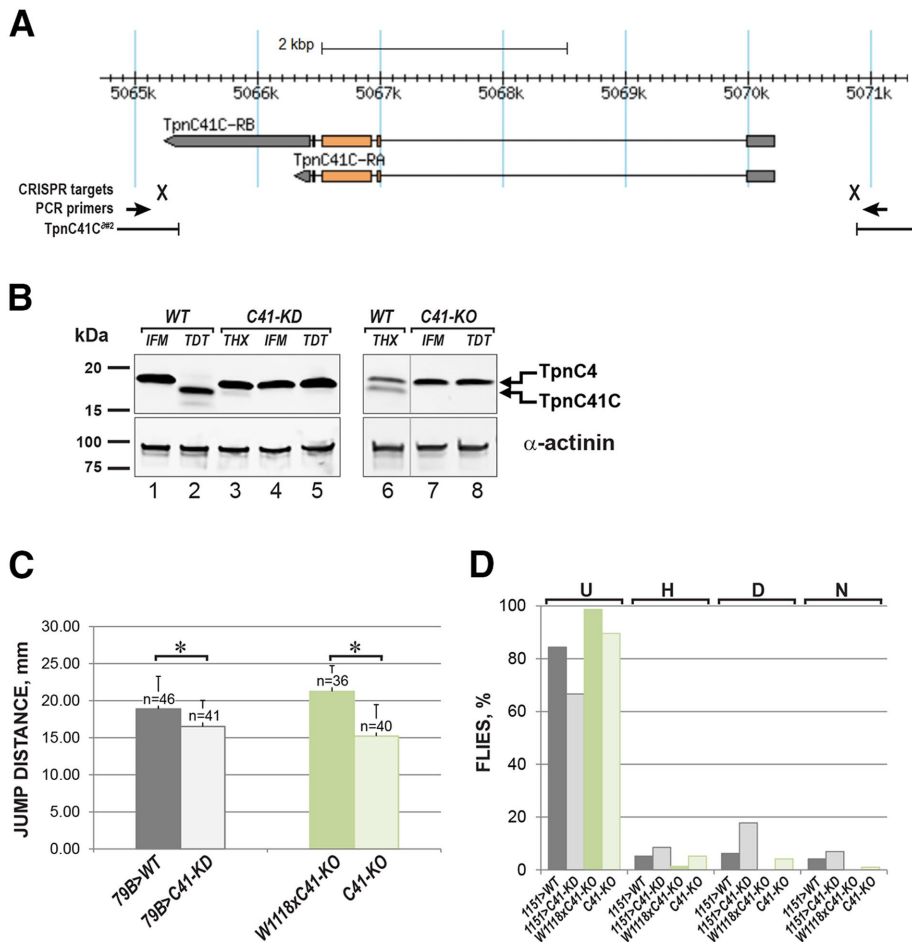 A
2 kbp
5065k 5066k 5067k 5068k 5069k 5070k 5071k
TpnC41C-RB
TpnC41C-RA
CRISPR targets X X
PCR primers
B
WT C41-KD WT C41-KO
kDa IFM TDT THX IFM TDT THX IFM TDT
20
15
TpnC4
TpnC41C
100
75
α-actinin
1 2 3 4 5 6 7 8
C
JUMP DISTANCE, mm
30.00
25.00
20.00
15.00
10.00
5.00
0.00
* *
n=46
n=41
n=36
n=40
79B>WT
79B>C41-KD
W1118xC41-KO
C41-KO
D
U H D N
FLIES, %
100
80
60
40
20
0
1151>WT
1151>C41-KD
W1118xC41-KO
C41-KO
1151>WT
1151>C41-KD
W1118xC41-KO
C41-KO
1151>WT
1151>C41-KD
W1118xC41-KO
C41-KO
1151>WT
1151>C41-KD
W1118xC41-KO
C41-KO